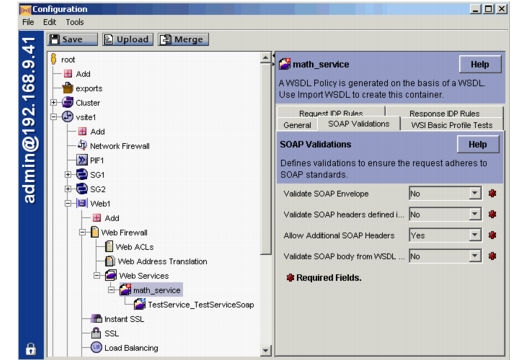 Configuration
File Edit Tools
Save Upload Merge
admin@192.168.9.41
root
Add
exports
Cluster
vsite1
Add
Network Firewall
PIF1
SG1
SG2
Web1
Add
Web Firewall
Web ACLs
Web Address Translation
Web Services
math_service
TestService_TestServiceSoap
Instant SSL
SSL
Load Balancing
math_service Help
A WSDL Policy is generated on the basis of a WSDL.
Use Import WSDL to create this
container.
Request IDP Rules Response IDP Rules
General SOAP Validations WSI Basic Profile Tests
SOAP Validations Help
Defines validations to ensure the request adheres to
SOAP standards.
Validate SOAP Envelope No
Validate SOAP headers defined i... No
Allow Additional SOAP Headers Yes
Validate SOAP body from WSDL ... No
Required Fields.